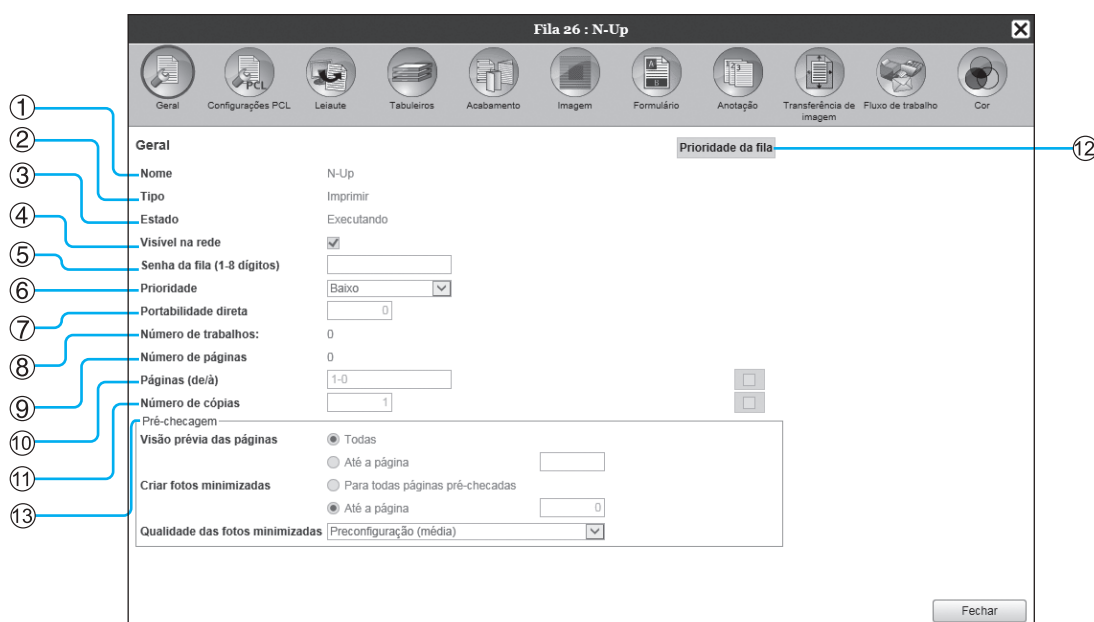 Fila 26 : N-Up
Geral
Configurações PCL
Leiaute
Tabuleiros
Acabamento
Imagem
Formulário
Anotação
Transferência de imagem
Fluxo de trabalho
Cor
PCL
A
B
123
Geral
Prioridade da fila
12
1
Nome N-Up
2
Tipo Imprimir
3
Estado Executando
4
Visível na rede
5
Senha da fila (1-8 dígitos)
6
Prioridade Baixo
7
Portabilidade direta 0
8
Número de trabalhos: 0
9
Número de páginas 0
10
Páginas (de/à) 1-0
11
Número de cópias 1
13
Pré-checagem
Visão prévia das páginas Todas
Até a página
Criar fotos minimizadas Para todas páginas pré-checadas
Até a página 0
Qualidade das fotos minimizadas Preconfiguração (média)
Fechar